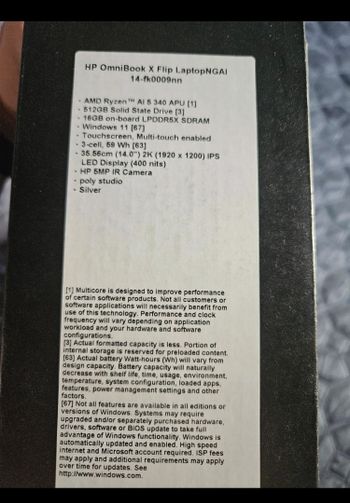 HP OmniBook X Flip LaptopNGAI
14-fk0009nn
- AMD Ryzen™ AI 5 340 APU [1]
- 512GB Solid State Drive [3]
- 16GB on-board LPDDR5X SDRAM
- Windows 11 [67]
- Touchscreen, Multi-touch enabled
- 3-cell, 59 Wh [63]
- 35.56cm (14.0") 2K (1920 x 1200) IPS
LED Display (400 nits)
- HP 5MP IR Camera
- poly studio
- Silver
[1] Multicore is designed to improve performance
of certain software products. Not all customers or
software applications will necessarily benefit from
use of this technology. Performance and clock
frequency will vary depending on application
workload and your hardware and software
configurations.
[3] Actual formatted capacity is less. Portion of
internal storage is reserved for preloaded content.
[63] Actual battery Watt-hours (Wh) will vary from
design capacity. Battery capacity will naturally
decrease with shelf life, time, usage, environment,
temperature, system configuration, loaded apps,
features, power management settings and other
factors.
[67] Not all features are available in all editions or
versions of Windows. Systems may require
upgraded and/or separately purchased hardware,
drivers, software or BIOS update to take full
advantage of Windows functionality. Windows is
automatically updated and enabled. High speed
internet and Microsoft account required. ISP fees
may apply and additional requirements may apply
over time for updates. See
http://www.windows.com.